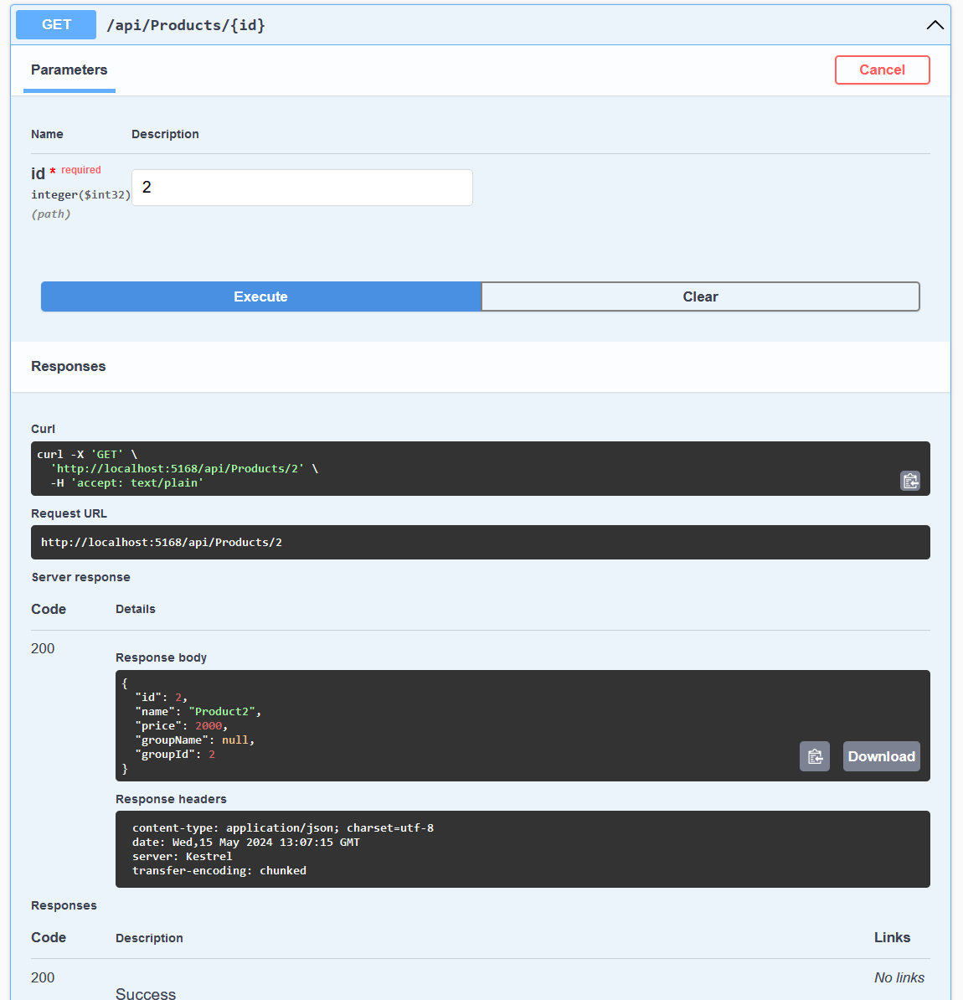 GET /api/Products/{id}
Parameters
Cancel
Name Description
id * required
integer($int32)
(path)
2
Execute
Clear
Responses
Curl
curl -X 'GET' \
  'http://localhost:5168/api/Products/2' \
  -H 'accept: text/plain'
Request URL
http://localhost:5168/api/Products/2
Server response
Code Details
200
Response body
{
  "id": 2,
  "name": "Product2",
  "price": 2000,
  "groupName": null,
  "groupId": 2
}
Download
Response headers
content-type: application/json; charset=utf-8
date: Wed,15 May 2024 13:07:15 GMT
server: Kestrel
transfer-encoding: chunked
Responses
Code Description Links
200 No links
Success